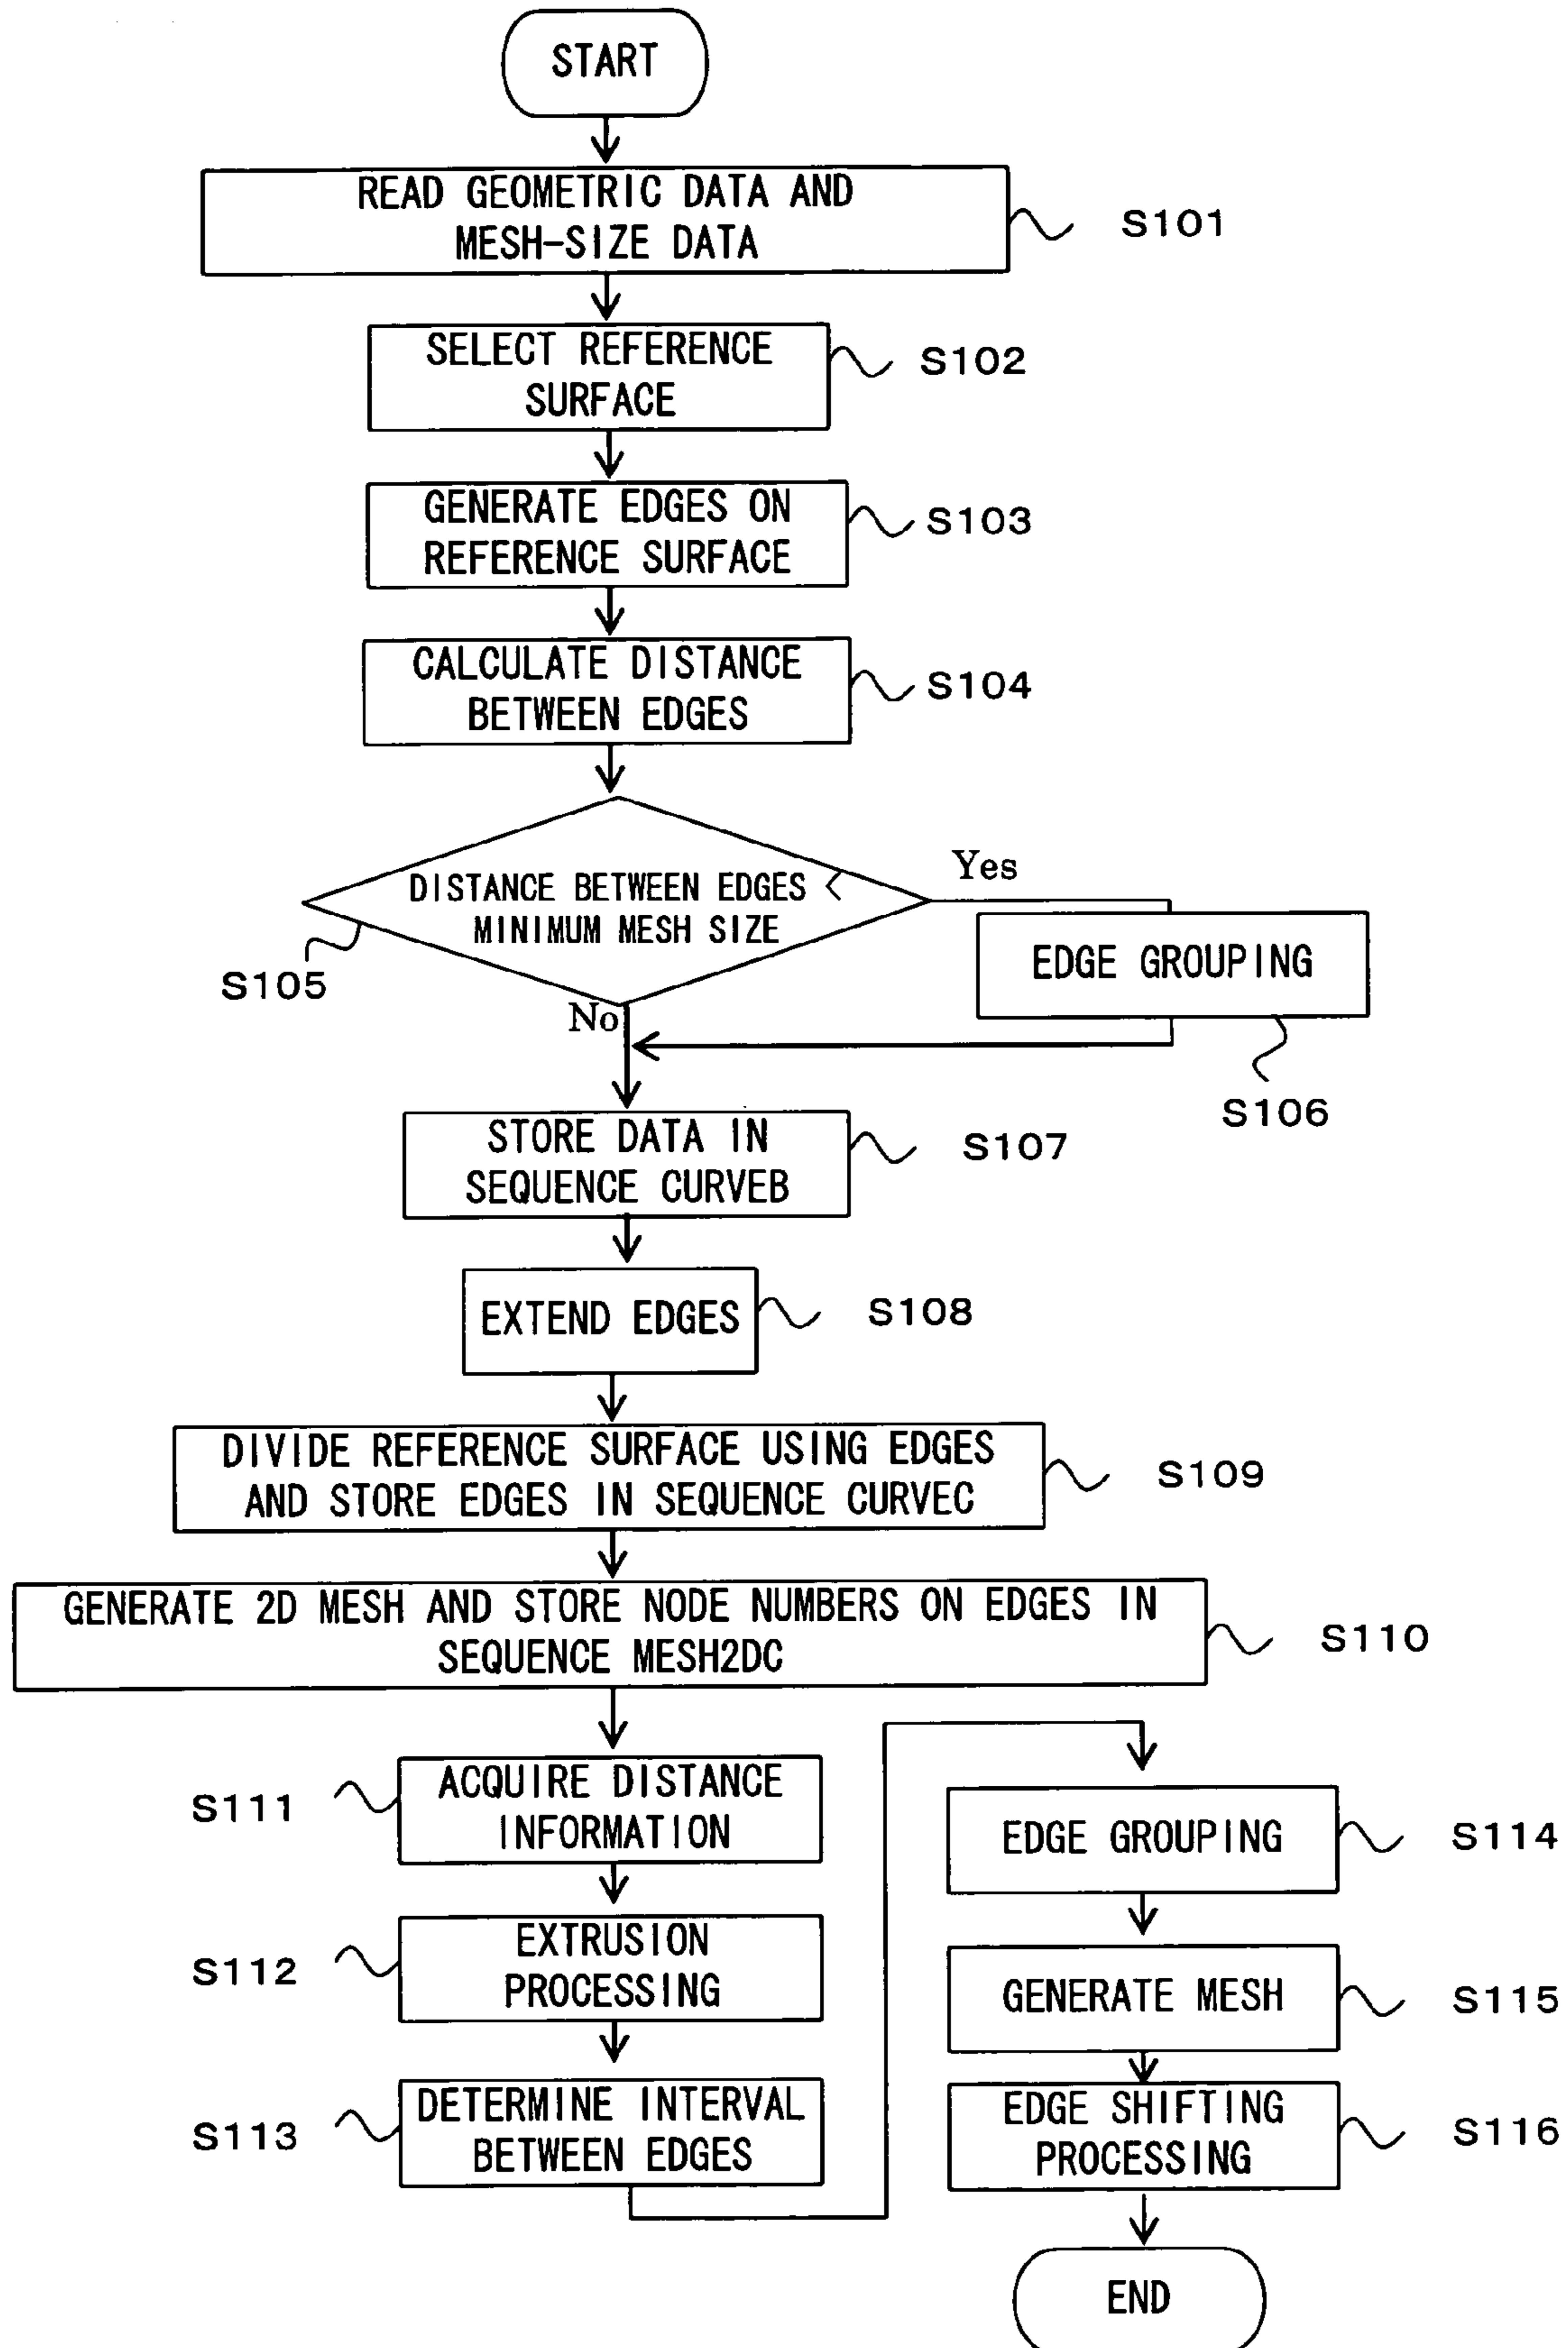 START
READ GEOMETRIC DATA AND
MESH-SIZE DATA
S101
SELECT REFERENCE
SURFACE
S102
GENERATE EDGES ON
REFERENCE SURFACE
S103
CALCULATE DISTANCE
BETWEEN EDGES
S104
DISTANCE BETWEEN EDGES <
MINIMUM MESH SIZE
S105
Yes
No
EDGE GROUPING
S106
STORE DATA IN
SEQUENCE CURVEB
S107
EXTEND EDGES
S108
DIVIDE REFERENCE SURFACE USING EDGES
AND STORE EDGES IN SEQUENCE CURVEC
S109
GENERATE 2D MESH AND STORE NODE NUMBERS ON EDGES IN
SEQUENCE MESH2DC
S110
ACQUIRE DISTANCE
INFORMATION
S111
EXTRUSION
PROCESSING
S112
DETERMINE INTERVAL
BETWEEN EDGES
S113
EDGE GROUPING
S114
GENERATE MESH
S115
EDGE SHIFTING
PROCESSING
S116
END